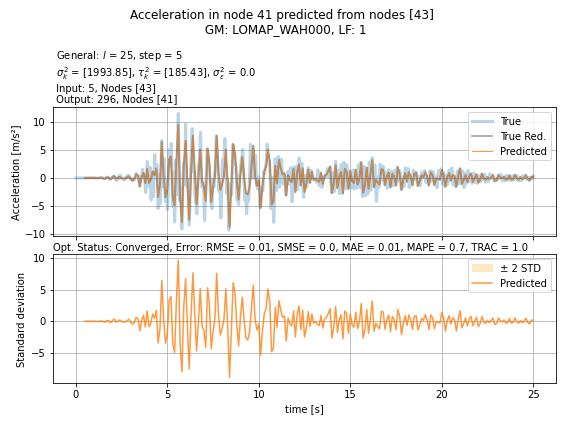 Acceleration in node 41 predicted from nodes [43]
GM: LOMAP_WAH000, LF: 1
General: l = 25, step = 5
σ²ₖ = [1993.85], τ²ₖ = [185.43], σ²ε = 0.0
Input: 5, Nodes [43]
Output: 296, Nodes [41]
Acceleration [m/s²]
10
5
0
−5
−10
True
True Red.
Predicted
Opt. Status: Converged, Error: RMSE = 0.01, SMSE = 0.0, MAE = 0.01, MAPE = 0.7, TRAC = 1.0
Standard deviation
10
5
0
−5
± 2 STD
Predicted
0 5 10 15 20 25
time [s]